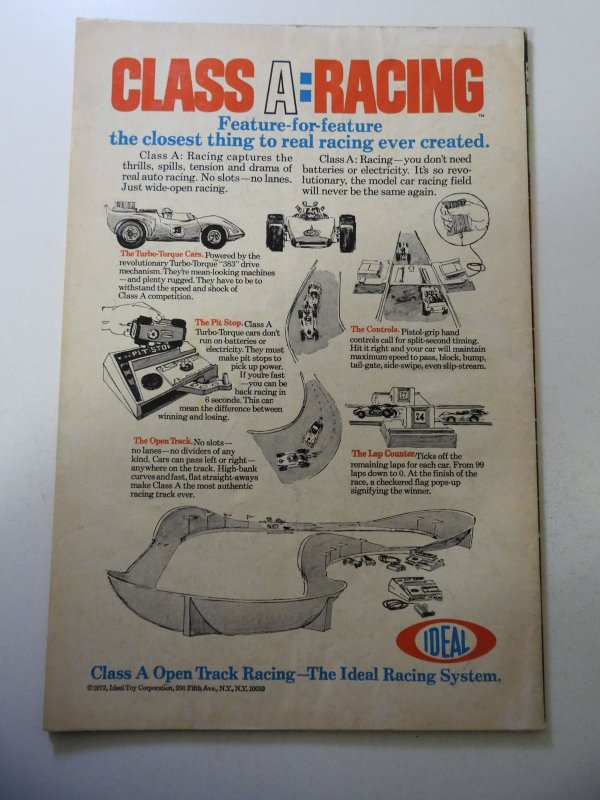 CLASS A: RACING
™
Feature-for-feature
the closest thing to real racing ever created.
Class A: Racing captures the
thrills, spills, tension and drama of
real auto racing. No slots—no lanes.
Just wide-open racing.
Class A: Racing—you don't need
batteries or electricity. It's so revo-
lutionary, the model car racing field
will never be the same again.
The Turbo-Torque Cars. Powered by the
revolutionary Turbo-Torque "383" drive
mechanism. They're mean-looking machines
—and plenty rugged. They have to be to
withstand the speed and shock of
Class A competition.
The Pit Stop. Class A
Turbo-Torque cars don't
run on batteries or
electricity. They must
make pit stops to
pick up power.
If you're fast
—you can be
back racing in
6 seconds. This can
mean the difference between
winning and losing.
PIT STOP
The Controls. Pistol-grip hand
controls call for split-second timing.
Hit it right and your car will maintain
maximum speed to pass, block, bump,
tail-gate, side-swipe, even slip-stream.
The Open Track. No slots—
no lanes—no dividers of any
kind. Cars can pass left or right—
anywhere on the track. High-bank
curves and fast, flat straight-aways
make Class A the most authentic
racing track ever.
24
The Lap Counter. Ticks off the
remaining laps for each car. From 99
laps down to 0. At the finish of the
race, a checkered flag pops-up
signifying the winner.
IDEAL
Class A Open Track Racing—The Ideal Racing System.
©1972, Ideal Toy Corporation, 200 Fifth Ave., N.Y., N.Y. 10010